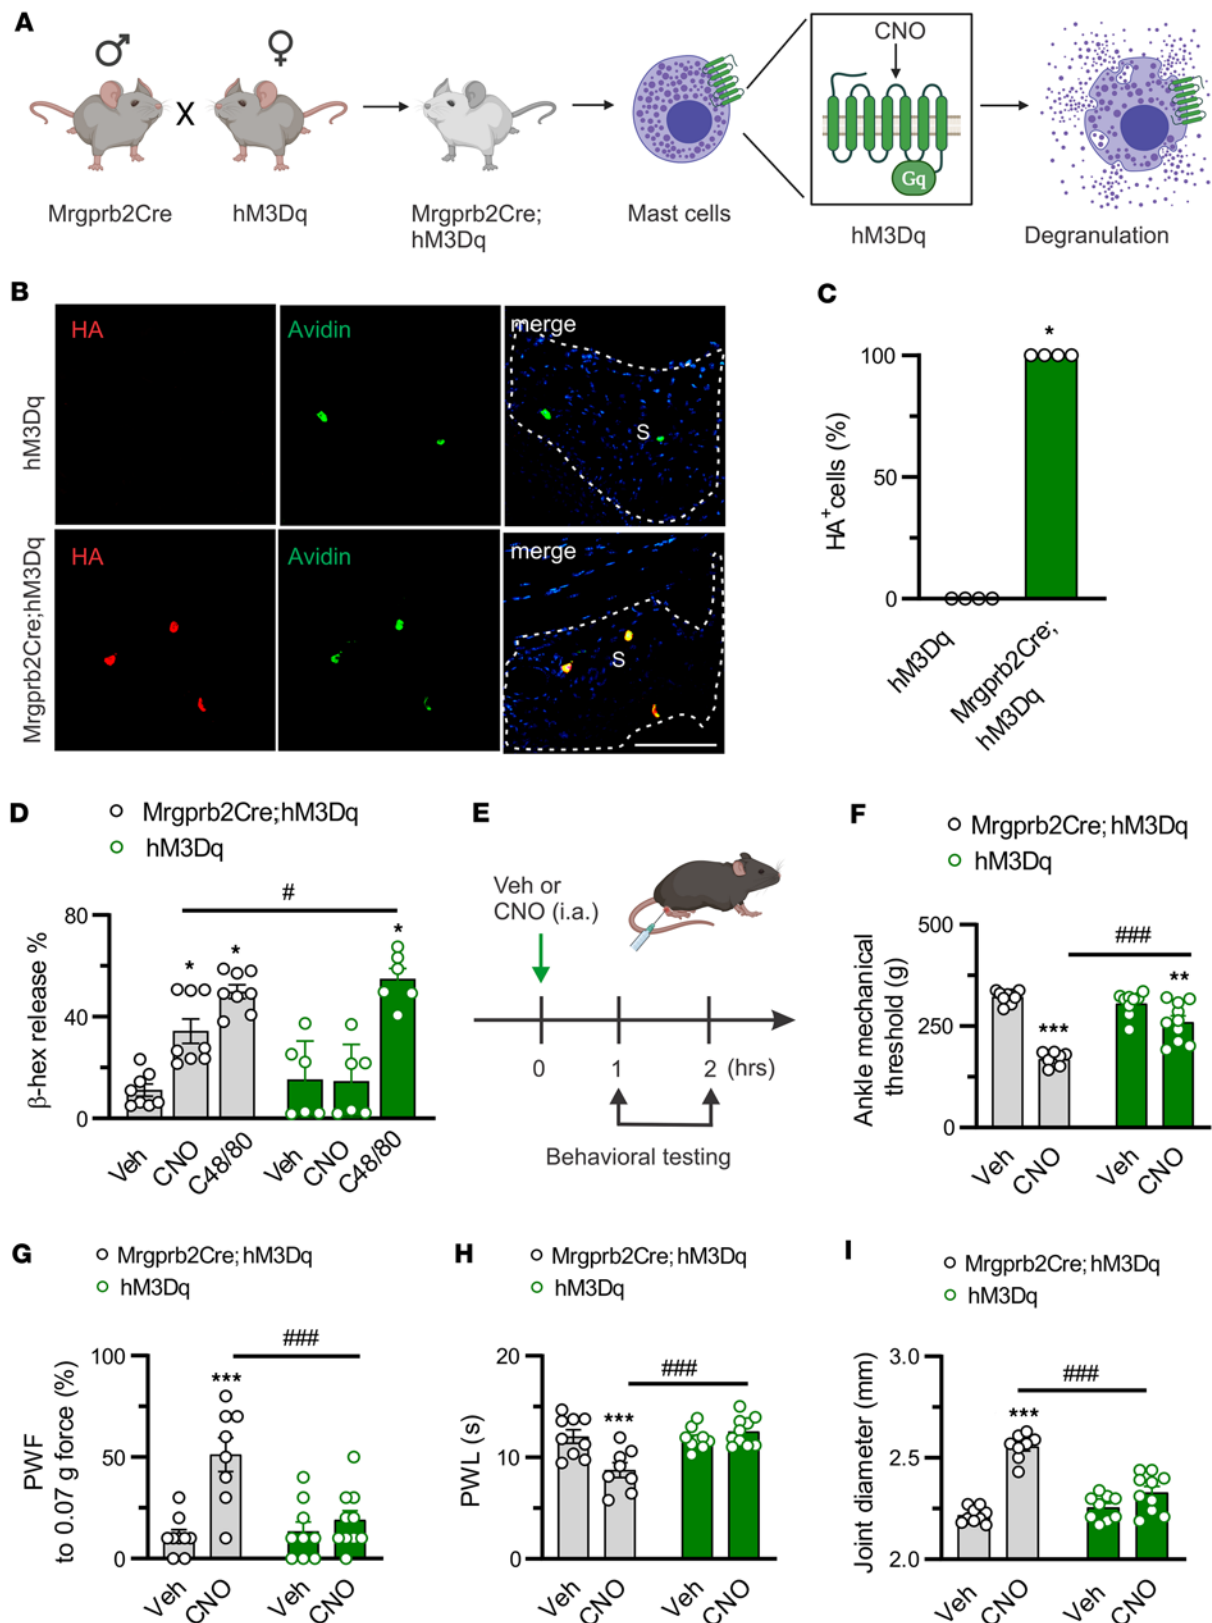 A
CNO
X
Gq
Mrgprb2Cre
hM3Dq
Mrgprb2Cre;
hM3Dq
Mast cells
hM3Dq
Degranulation
B
HA
Avidin
merge
S
hM3Dq
HA
Avidin
merge
S
Mrgprb2Cre;hM3Dq
C
*
100
50
0
HA+cells (%)
hM3Dq
Mrgprb2Cre;
hM3Dq
D
Mrgprb2Cre;hM3Dq
hM3Dq
#
* * *
80
40
0
β-hex release %
Veh CNO C48/80 Veh CNO C48/80
E
Veh or
CNO (i.a.)
0 1 2 (hrs)
Behavioral testing
F
Mrgprb2Cre; hM3Dq
hM3Dq
###
*** **
500
250
0
Ankle mechanical
threshold (g)
Veh CNO Veh CNO
G
Mrgprb2Cre; hM3Dq
hM3Dq
###
***
100
50
0
PWF
to 0.07 g force (%)
Veh CNO Veh CNO
H
Mrgprb2Cre; hM3Dq
hM3Dq
###
***
20
10
0
PWL (s)
Veh CNO Veh CNO
I
Mrgprb2Cre; hM3Dq
hM3Dq
###
***
3.0
2.5
2.0
Joint diameter (mm)
Veh CNO Veh CNO